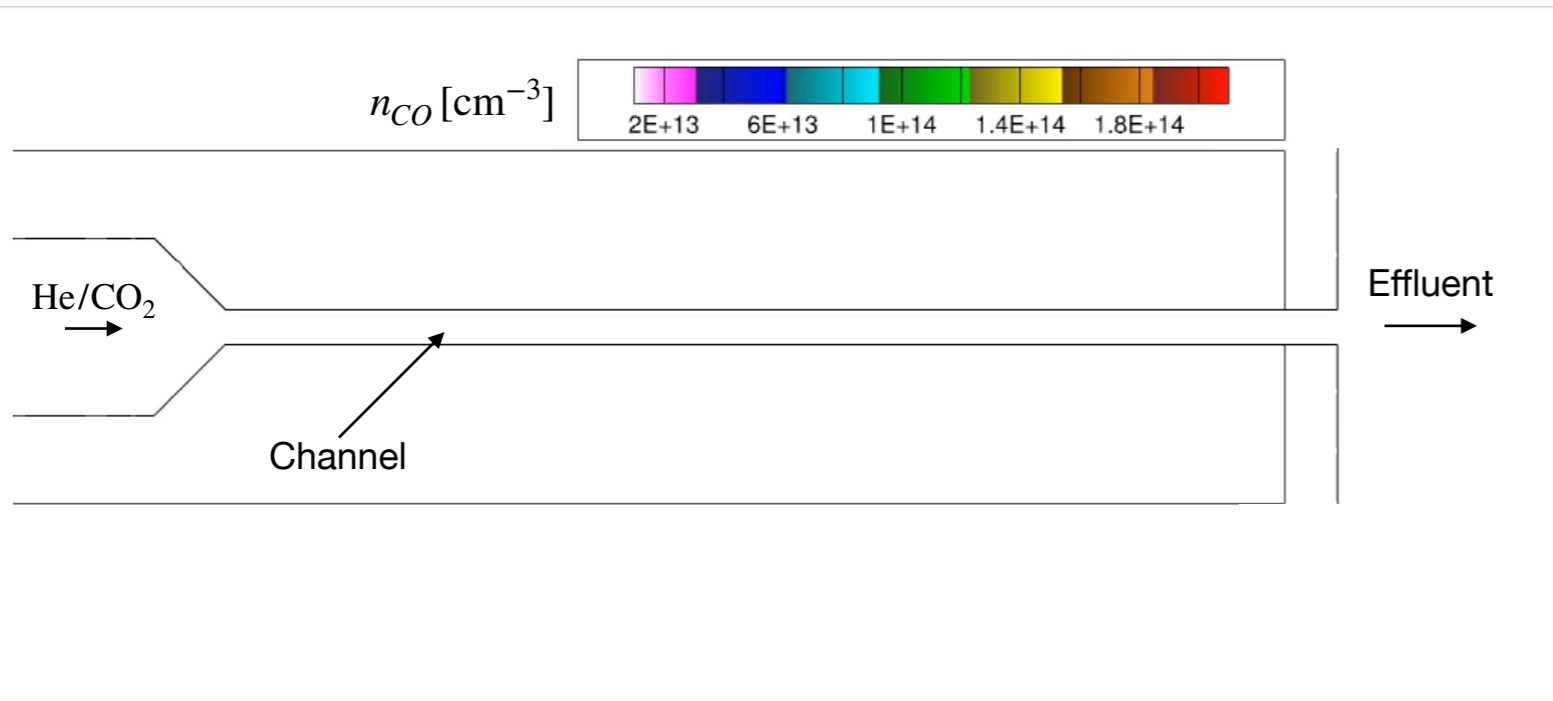 n_CO [cm⁻³]
2E+13 6E+13 1E+14 1.4E+14 1.8E+14
He/CO₂
Effluent
Channel